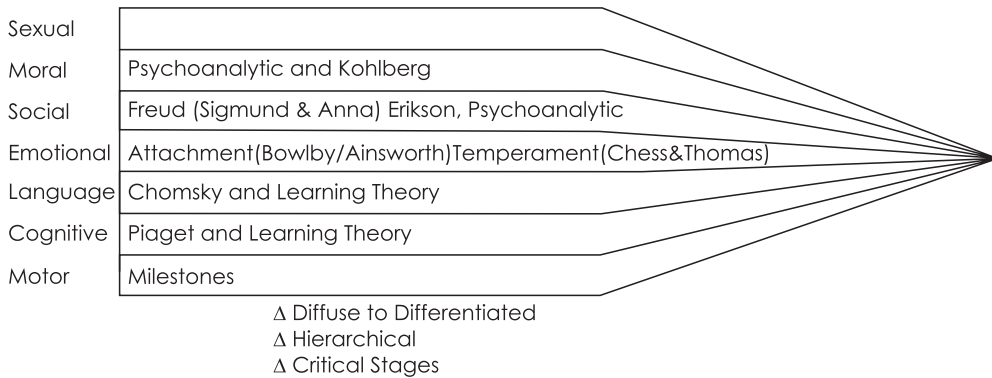 Sexual
Moral Psychoanalytic and Kohlberg
Social Freud (Sigmund & Anna) Erikson, Psychoanalytic
Emotional Attachment(Bowlby/Ainsworth)Temperament(Chess&Thomas)
Language Chomsky and Learning Theory
Cognitive Piaget and Learning Theory
Motor Milestones
Δ Diffuse to Differentiated
Δ Hierarchical
Δ Critical Stages